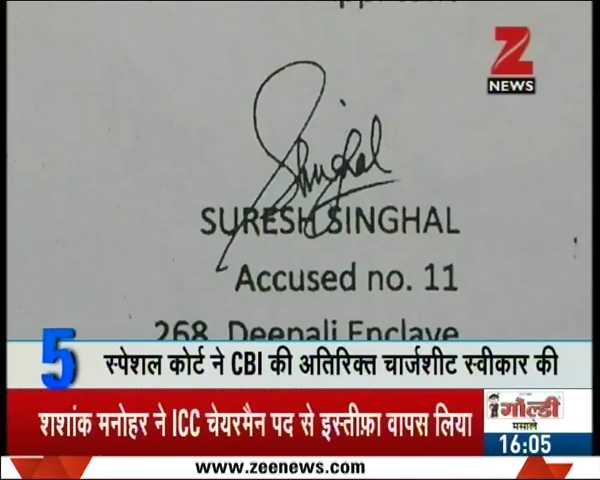 Z
NEWS
Shinghal
SURESH SINGHAL
Accused no. 11
268, Deepali Enclave
5
स्पेशल कोर्ट ने CBI की अतिरिक्त चार्जशीट स्वीकार की
शशांक मनोहर ने ICC चेयरमैन पद से इस्तीफ़ा वापस लिया
गोल्डी
मसाले
16:05
www.zeenews.com